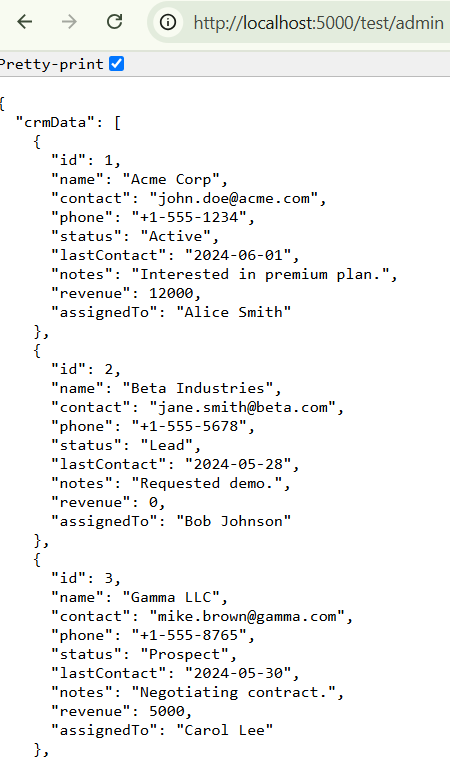 http://localhost:5000/test/admin
Pretty-print
{
  "crmData": [
    {
      "id": 1,
      "name": "Acme Corp",
      "contact": "john.doe@acme.com",
      "phone": "+1-555-1234",
      "status": "Active",
      "lastContact": "2024-06-01",
      "notes": "Interested in premium plan.",
      "revenue": 12000,
      "assignedTo": "Alice Smith"
    },
    {
      "id": 2,
      "name": "Beta Industries",
      "contact": "jane.smith@beta.com",
      "phone": "+1-555-5678",
      "status": "Lead",
      "lastContact": "2024-05-28",
      "notes": "Requested demo.",
      "revenue": 0,
      "assignedTo": "Bob Johnson"
    },
    {
      "id": 3,
      "name": "Gamma LLC",
      "contact": "mike.brown@gamma.com",
      "phone": "+1-555-8765",
      "status": "Prospect",
      "lastContact": "2024-05-30",
      "notes": "Negotiating contract.",
      "revenue": 5000,
      "assignedTo": "Carol Lee"
    },